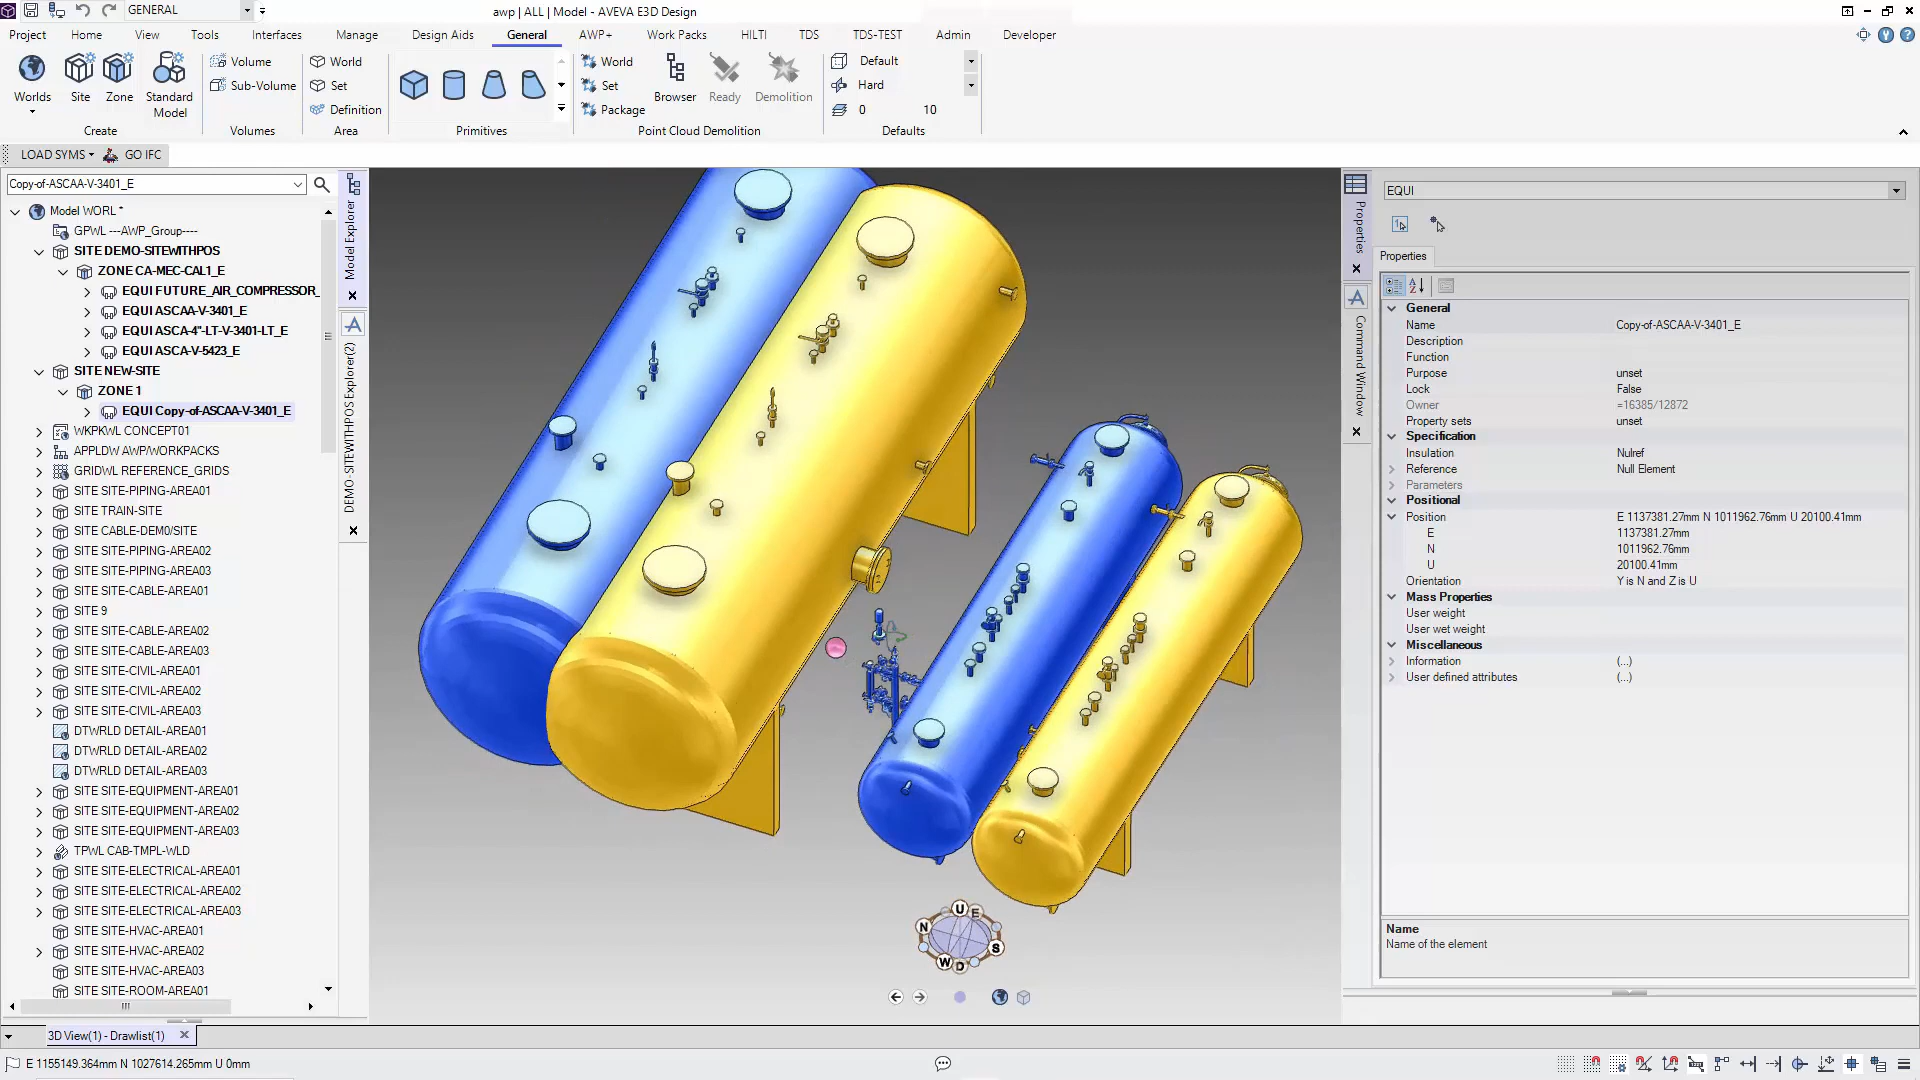 GENERAL
awp | ALL | Model - AVEVA E3D Design
Project Home View Tools Interfaces Manage Design Aids General AWP+ Work Packs HILTI TDS TDS-TEST Admin Developer
Worlds Site Zone Standard Model
Create
Volume
Sub-Volume
Volumes
World
Set
Definition
Area
Primitives
World
Set
Package
Browser Ready Demolition
Point Cloud Demolition
Default
Hard
0 10
Defaults
LOAD SYMS GO IFC
Copy-of-ASCAA-V-3401_E
Model WORL *
GPWL ---AWP_Group----
SITE DEMO-SITEWITHPOS
ZONE CA-MEC-CAL1_E
EQUI FUTURE_AIR_COMPRESSOR_
EQUI ASCAA-V-3401_E
EQUI ASCA-4"-LT-V-3401-LT_E
EQUI ASCA-V-5423_E
SITE NEW-SITE
ZONE 1
EQUI Copy-of-ASCAA-V-3401_E
WKPKWL CONCEPT01
APPLDW AWP/WORKPACKS
GRIDWL REFERENCE_GRIDS
SITE SITE-PIPING-AREA01
SITE TRAIN-SITE
SITE CABLE-DEM0/SITE
SITE SITE-PIPING-AREA02
SITE SITE-PIPING-AREA03
SITE SITE-CABLE-AREA01
SITE 9
SITE SITE-CABLE-AREA02
SITE SITE-CABLE-AREA03
SITE SITE-CIVIL-AREA01
SITE SITE-CIVIL-AREA02
SITE SITE-CIVIL-AREA03
DTWRLD DETAIL-AREA01
DTWRLD DETAIL-AREA02
DTWRLD DETAIL-AREA03
SITE SITE-EQUIPMENT-AREA01
SITE SITE-EQUIPMENT-AREA02
SITE SITE-EQUIPMENT-AREA03
TPWL CAB-TMPL-WLD
SITE SITE-ELECTRICAL-AREA01
SITE SITE-ELECTRICAL-AREA02
SITE SITE-ELECTRICAL-AREA03
SITE SITE-HVAC-AREA01
SITE SITE-HVAC-AREA02
SITE SITE-HVAC-AREA03
SITE SITE-ROOM-AREA01
Model Explorer
DEMO-SITEWITHPOS Explorer(2)
U
E
N
S
W
D
Properties
Command Window
EQUI
Properties
General
Name Copy-of-ASCAA-V-3401_E
Description
Function
Purpose unset
Lock False
Owner =16385/12872
Property sets unset
Specification
Insulation Nulref
Reference Null Element
Parameters
Positional
Position E 1137381.27mm N 1011962.76mm U 20100.41mm
E 1137381.27mm
N 1011962.76mm
U 20100.41mm
Orientation Y is N and Z is U
Mass Properties
User weight
User wet weight
Miscellaneous
Information (...)
User defined attributes (...)
Name
Name of the element
3D View(1) - Drawlist(1)
E 1155149.364mm N 1027614.265mm U 0mm